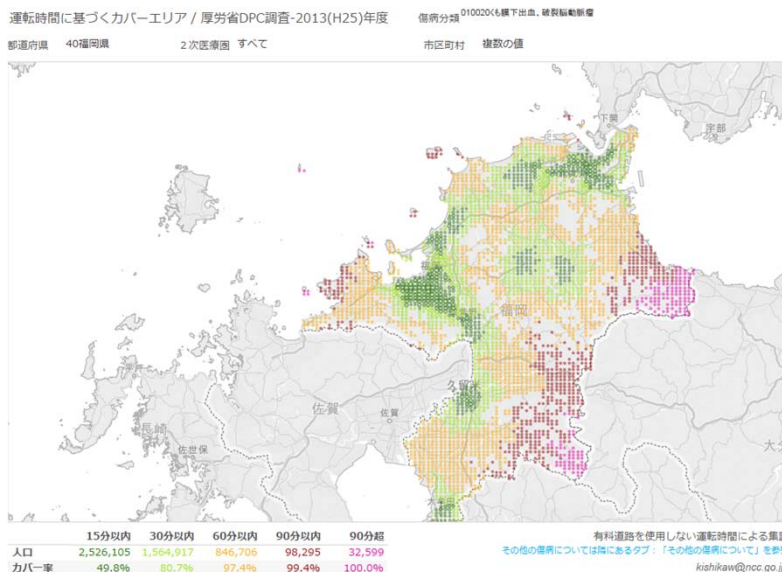 運転時間に基づくカバーエリア / 厚労省DPC調査-2013(H25)年度
傷病分類 010020くも膜下出血、破裂脳動脈瘤
都道府県 40福岡県 2次医療圏 すべて 市区町村 複数の値
下関
宇部
福岡
久留米
佐賀
佐賀
長崎
佐世保
大牟田
15分以内 30分以内 60分以内 90分以内 90分超
人口 2,526,105 1,564,917 846,706 98,295 32,599
カバー率 49.8% 80.7% 97.4% 99.4% 100.0%
有料道路を使用しない運転時間による集計
その他の傷病については隣にあるタブ：「その他の傷病について」を参
kishikaw@ncc.go.j